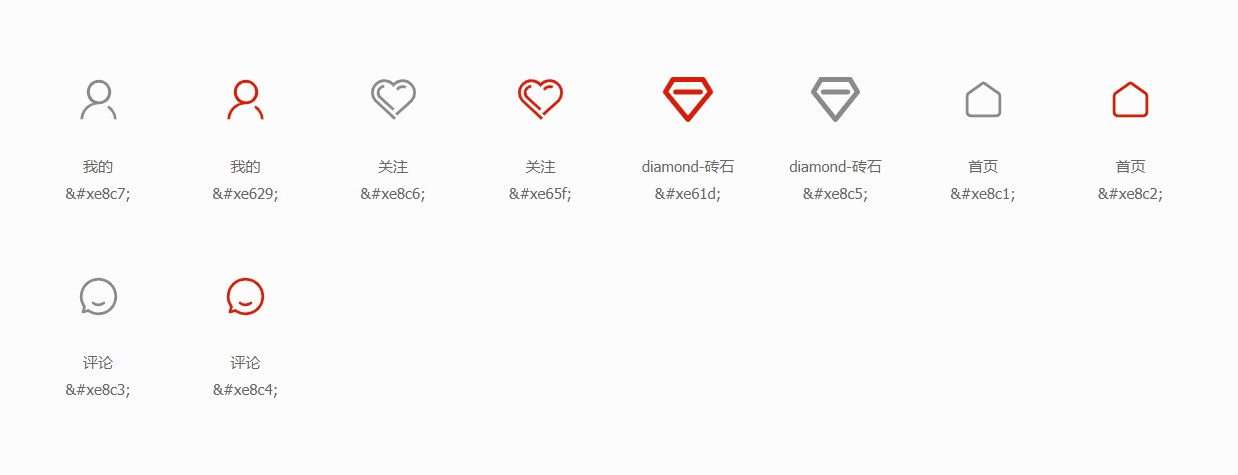 我的 我的 关注 关注 diamond-砖石 diamond-砖石 首页 首页
&#xe8c7; &#xe629; &#xe8c6; &#xe65f; &#xe61d; &#xe8c5; &#xe8c1; &#xe8c2;
评论 评论
&#xe8c3; &#xe8c4;